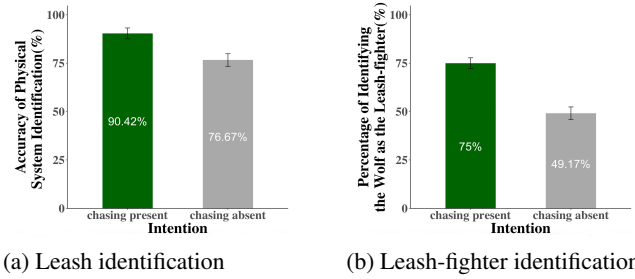 Accuracy of Physical
System Identification(%)
100
75
50
25
0
90.42%
76.67%
chasing present
chasing absent
Intention
(a) Leash identification
Percentage of Identifying
the Wolf as the Leash-fighter(%)
100
75
50
25
0
75%
49.17%
chasing present
chasing absent
Intention
(b) Leash-fighter identification